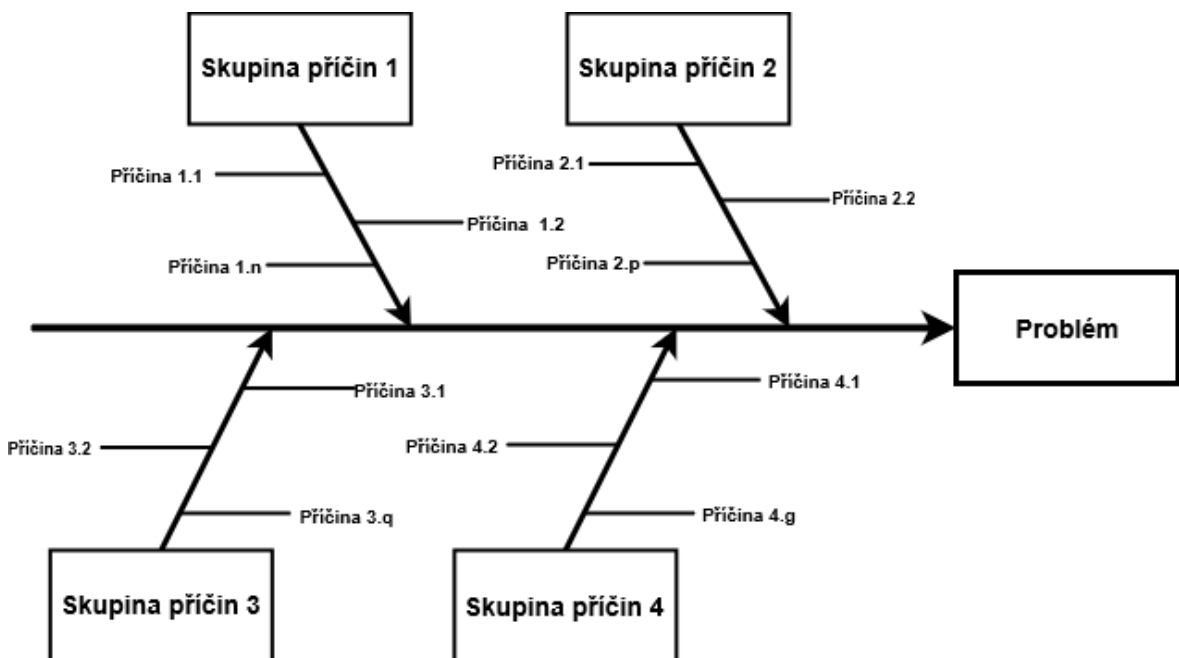 Skupina příčin 1
Skupina příčin 2
Příčina 1.1
Příčina 2.1
Příčina 2.2
Příčina  1.2
Příčina 1.n
Příčina 2.p
Problém
Příčina 3.1
Příčina 4.1
Příčina 3.2
Příčina 4.2
Příčina 3.q
Příčina 4.g
Skupina příčin 3
Skupina příčin 4